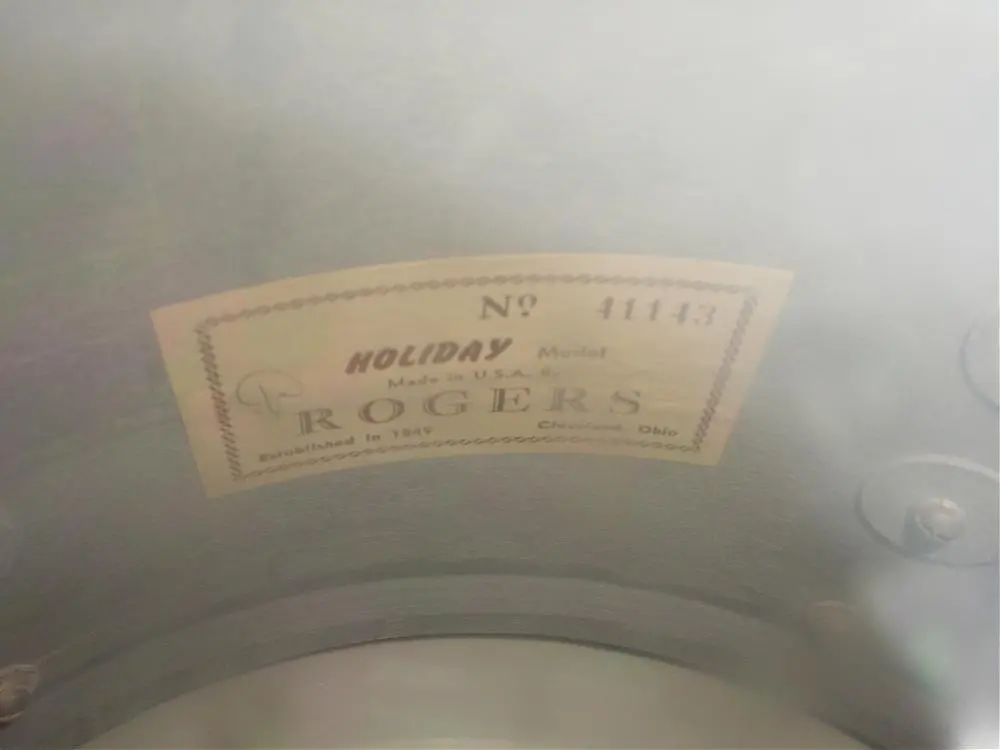 Nº 41143
HOLIDAY Model
Made in U.S.A. By
ROGERS
Established in 1849 Cleveland, Ohio